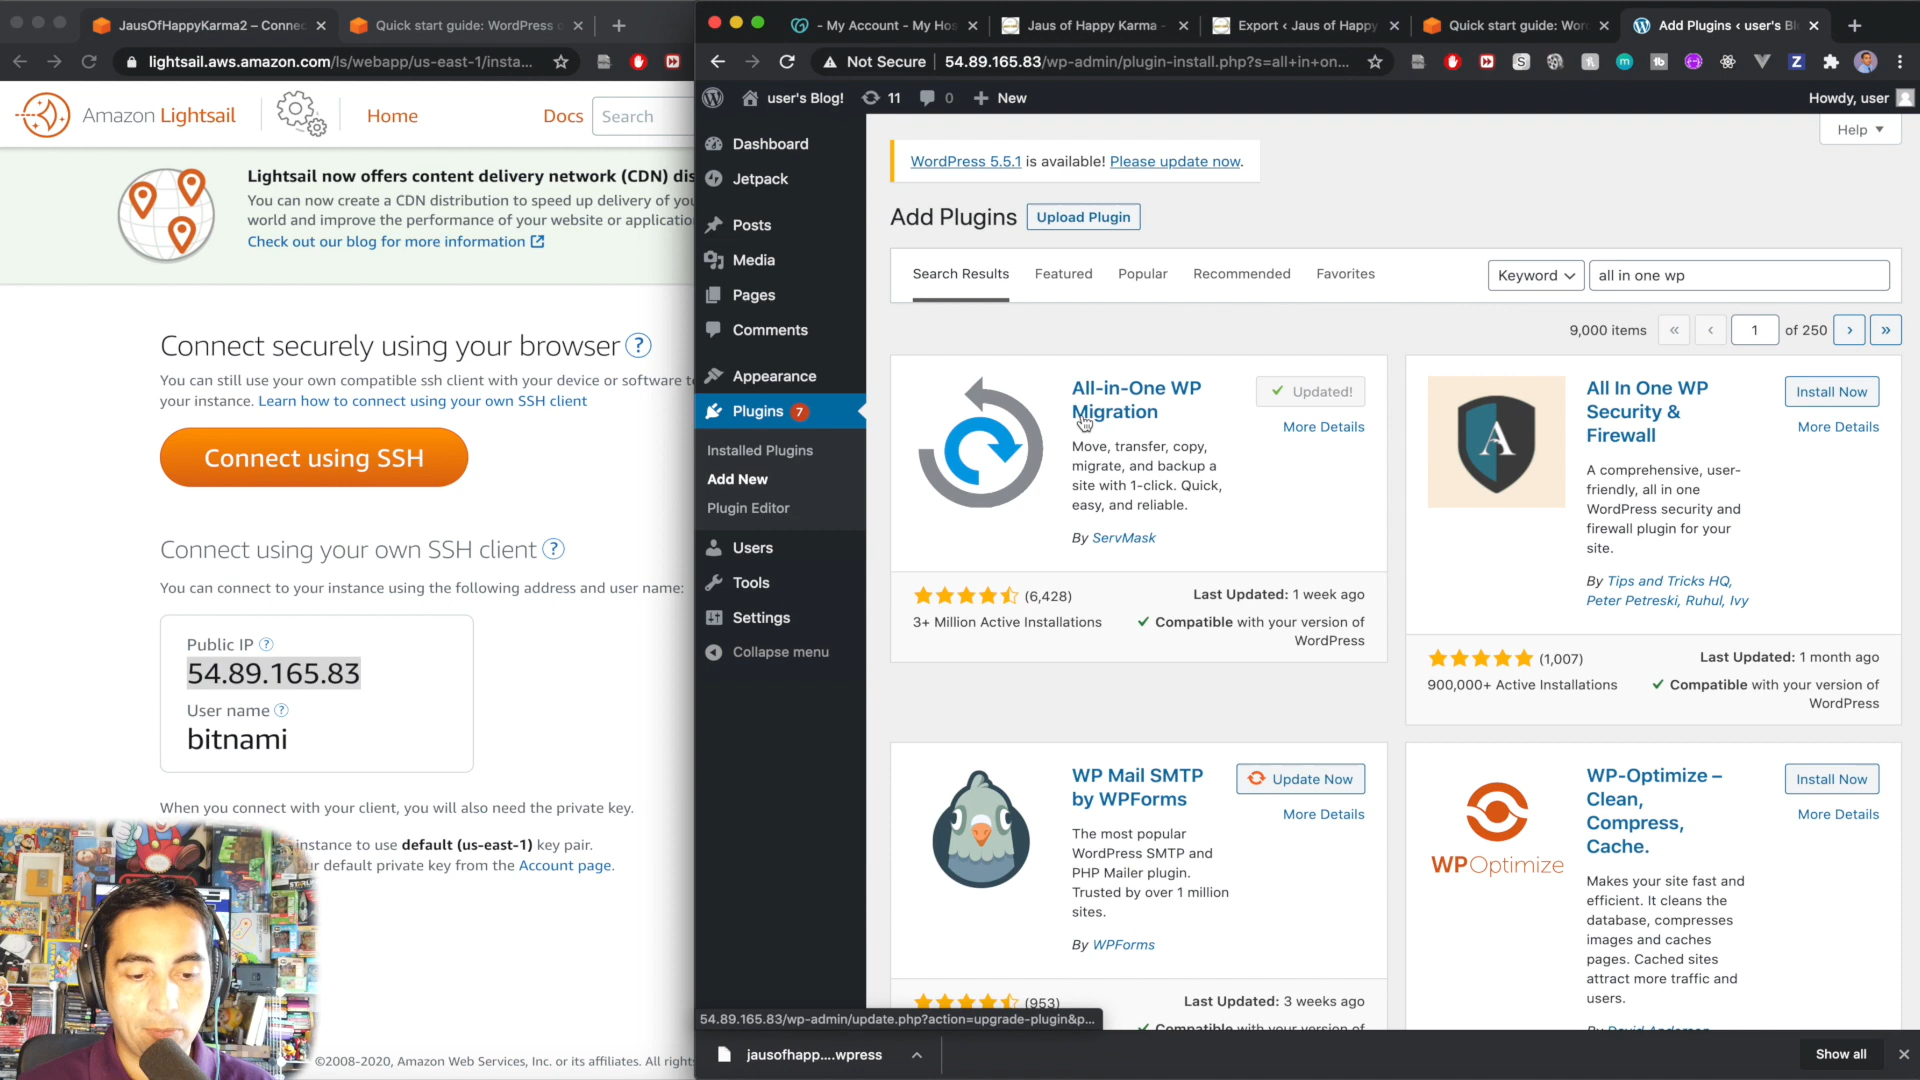 JausOfHappyKarma2 – Connec
Quick start guide: WordPress o
lightsail.aws.amazon.com/ls/webapp/us-east-1/insta...
Amazon Lightsail
Home
Docs
Search
Lightsail now offers content delivery network (CDN) dis
You can now create a CDN distribution to speed up delivery of you
world and improve the performance of your website or applicatio
Check out our blog for more information
Connect securely using your browser ?
You can still use your own compatible ssh client with your device or software t
your instance. Learn how to connect using your own SSH client
Connect using SSH
Connect using your own SSH client ?
You can connect to your instance using the following address and user name:
Public IP ?
54.89.165.83
User name ?
bitnami
When you connect with your client, you will also need the private key.
instance to use default (us-east-1) key pair.
ur default private key from the Account page.
©2008-2020, Amazon Web Services, Inc. or its affiliates. All righ
- My Account - My Hos
Jaus of Happy Karma -
Export ‹ Jaus of Happy
Quick start guide: Wor
Add Plugins ‹ user's Bl
Not Secure
54.89.165.83/wp-admin/plugin-install.php?s=all+in+on...
user's Blog!
11
0
New
Howdy, user
Dashboard
Jetpack
Posts
Media
Pages
Comments
Appearance
Plugins 7
Installed Plugins
Add New
Plugin Editor
Users
Tools
Settings
Collapse menu
Help
WordPress 5.5.1 is available! Please update now.
Add Plugins
Upload Plugin
Search Results
Featured
Popular
Recommended
Favorites
Keyword
all in one wp
9,000 items
«
‹
1
of 250
›
»
All-in-One WP
Migration
Updated!
More Details
Move, transfer, copy,
migrate, and backup a
site with 1-click. Quick,
easy, and reliable.
By ServMask
(6,428)
3+ Million Active Installations
Last Updated: 1 week ago
Compatible with your version of
WordPress
All In One WP
Security &
Firewall
Install Now
More Details
A
A comprehensive, user-
friendly, all in one
WordPress security and
firewall plugin for your
site.
By Tips and Tricks HQ,
Peter Petreski, Ruhul, Ivy
(1,007)
900,000+ Active Installations
Last Updated: 1 month ago
Compatible with your version of
WordPress
WP Mail SMTP
by WPForms
Update Now
More Details
The most popular
WordPress SMTP and
PHP Mailer plugin.
Trusted by over 1 million
sites.
By WPForms
(953)
Last Updated: 3 weeks ago
Compatible with your version of
WP-Optimize –
Clean,
Compress,
Cache.
Install Now
More Details
WPOptimize
Makes your site fast and
efficient. It cleans the
database, compresses
images and caches
pages. Cached sites
attract more traffic and
users.
By David Anderson,
54.89.165.83/wp-admin/update.php?action=upgrade-plugin&p...
jausofhapp....wpress
Show all